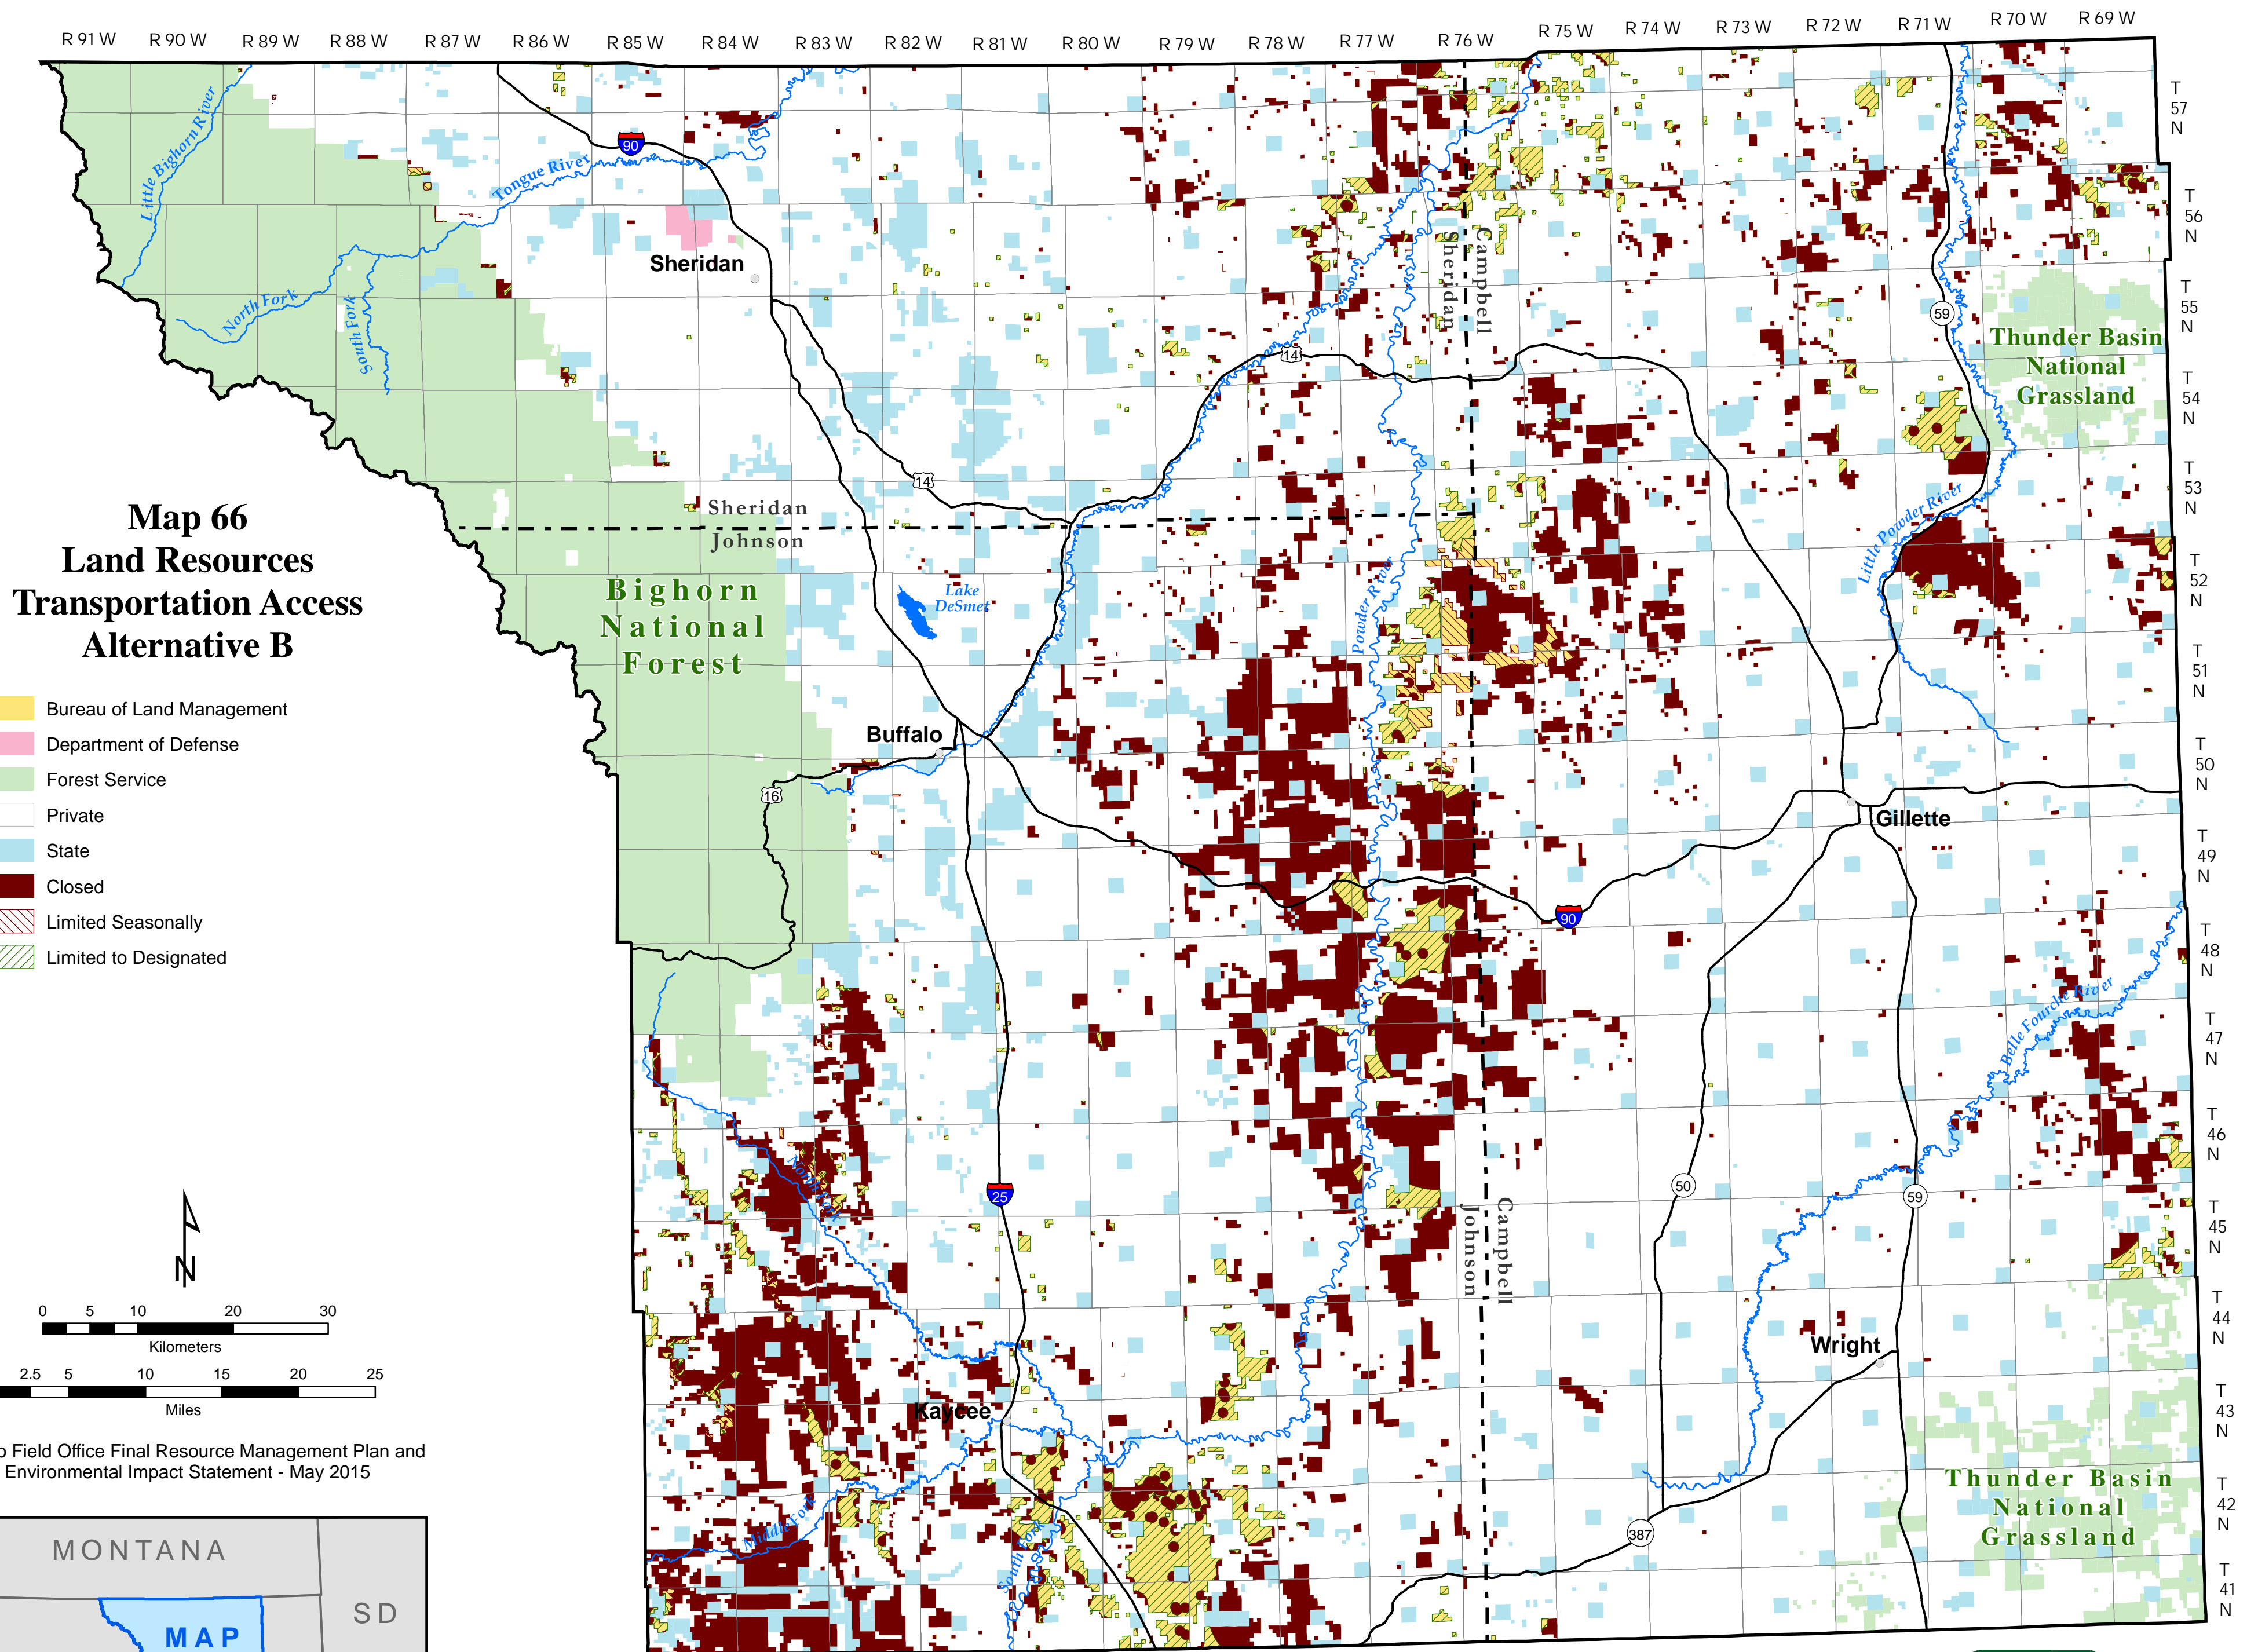 R 91 W R 90 W R 89 W R 88 W R 87 W R 86 W R 85 W R 84 W R 83 W R 82 W R 81 W R 80 W R 79 W R 78 W R 77 W R 76 W R 75 W R 74 W R 73 W R 72 W R 71 W R 70 W R 69 W
T
57
N
T
56
N
T
55
N
T
54
N
T
53
N
T
52
N
T
51
N
T
50
N
T
49
N
T
48
N
T
47
N
T
46
N
T
45
N
T
44
N
T
43
N
T
42
N
T
41
N
Little Bighorn River
Tongue River
90
North Fork
South Fork
Sheridan
Sheridan
Campbell
14
59
Thunder Basin
National
Grassland
14
Sheridan
Johnson
Little Powder River
Powder River
Bighorn
National
Forest
Lake
DeSmet
Buffalo
16
Gillette
90
Belle Fourche River
North Fork
25
50
59
Johnson
Campbell
Wright
Kaycee
Middle Fork
South Fork
387
Thunder Basin
National
Grassland
Map 66
Land Resources
Transportation Access
Alternative B
Bureau of Land Management
Department of Defense
Forest Service
Private
State
Closed
Limited Seasonally
Limited to Designated
N
0 5 10 20 30
Kilometers
2.5 5 10 15 20 25
Miles
o Field Office Final Resource Management Plan and
Environmental Impact Statement - May 2015
MONTANA
SD
MAP